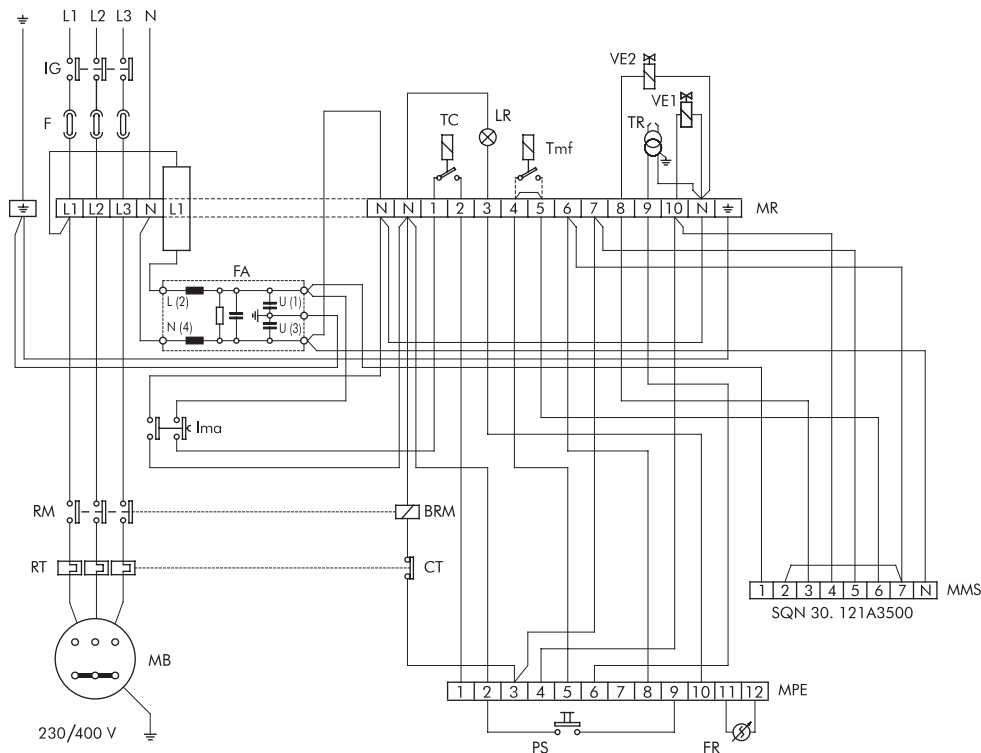 L1 L2 L3 N
IG
F
VE2
VE1
TC
LR
Tmf
TR
L1 L2 L3 N L1
N N 1 2 3 4 5 6 7 8 9 10 N
MR
FA
L (2)
U (1)
N (4)
U (3)
Ima
RM
BRM
RT
CT
1 2 3 4 5 6 7 N
MMS
SQN 30. 121A3500
MB
1 2 3 4 5 6 7 8 9 10 11 12
MPE
230/400 V
PS
FR